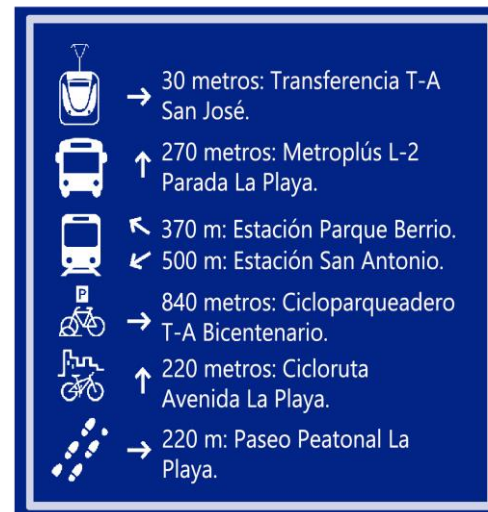 → 30 metros: Transferencia T-A
San José.
↑ 270 metros: Metroplús L-2
Parada La Playa.
↖ 370 m: Estación Parque Berrio.
↙ 500 m: Estación San Antonio.
P
→ 840 metros: Cicloparqueadero
T-A Bicentenario.
↑ 220 metros: Cicloruta
Avenida La Playa.
→ 220 m: Paseo Peatonal La
Playa.